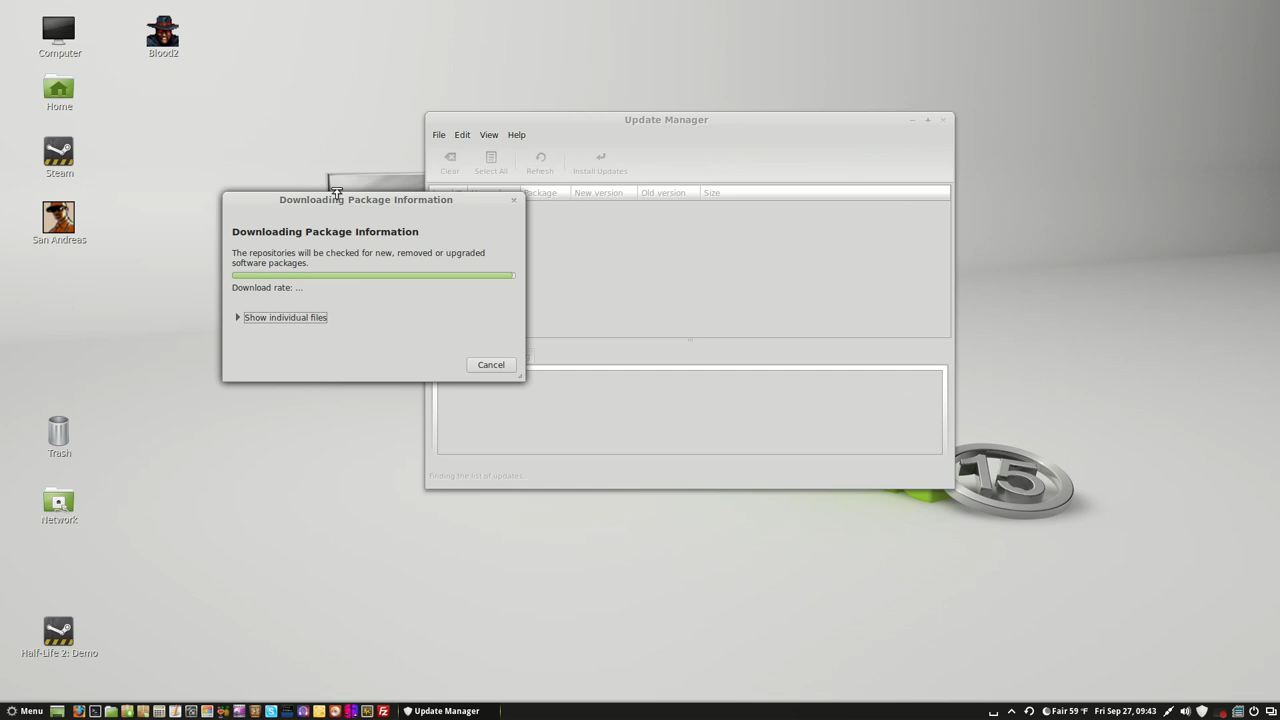 Computer
Blood2
Home
Steam
San Andreas
Trash
Network
Half-Life 2: Demo
Update Manager
File Edit View Help
Clear Select All Refresh Install Updates
Package New version Old version Size
finding the list of updates...
Downloading Package Information
Downloading Package Information
The repositories will be checked for new, removed or upgraded
software packages.
Download rate: ...
Show individual files
Cancel
15
Menu Update Manager Fair 59 °F Fri Sep 27, 09:43